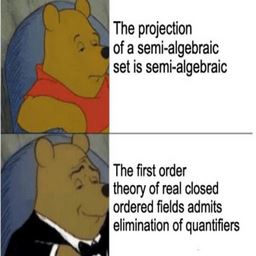 The projection
of a semi-algebraic
set is semi-algebraic
The first order
theory of real closed
ordered fields admits
elimination of quantifiers